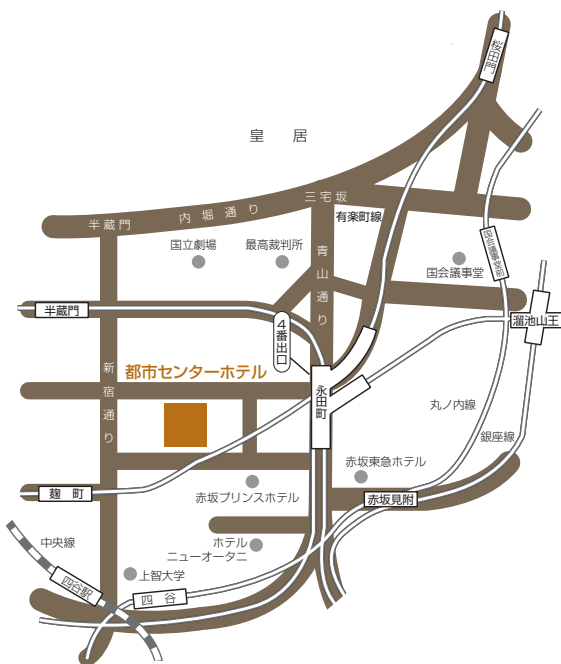 桜田門
皇居
三宅坂
内堀通り
半蔵門
有楽町線
国立劇場
最高裁判所
青山通り
国会議事堂前
国会議事堂
半蔵門
4番出口
溜池山王
新宿通り
都市センターホテル
永田町
丸ノ内線
銀座線
赤坂東急ホテル
麹町
赤坂プリンスホテル
赤坂見附
中央線
ホテル
ニューオータニ
上智大学
四谷駅
四谷